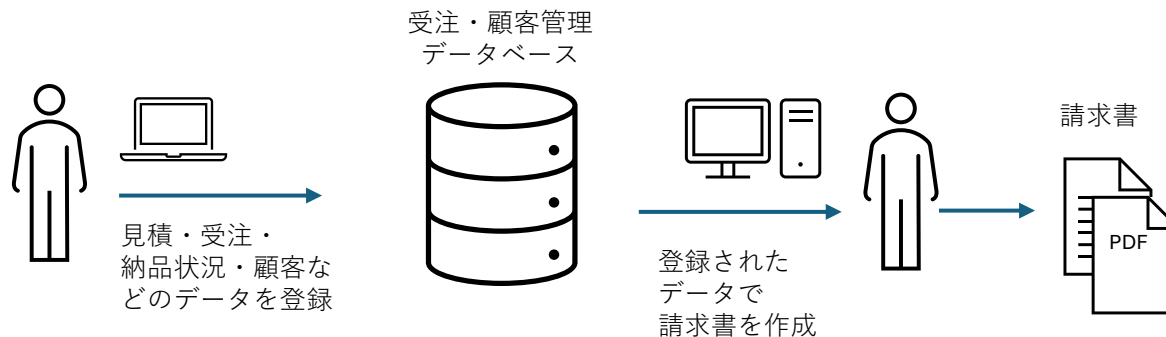 受注・顧客管理
データベース
請求書
見積・受注・
納品状況・顧客な
どのデータを登録
登録された
データで
請求書を作成
PDF